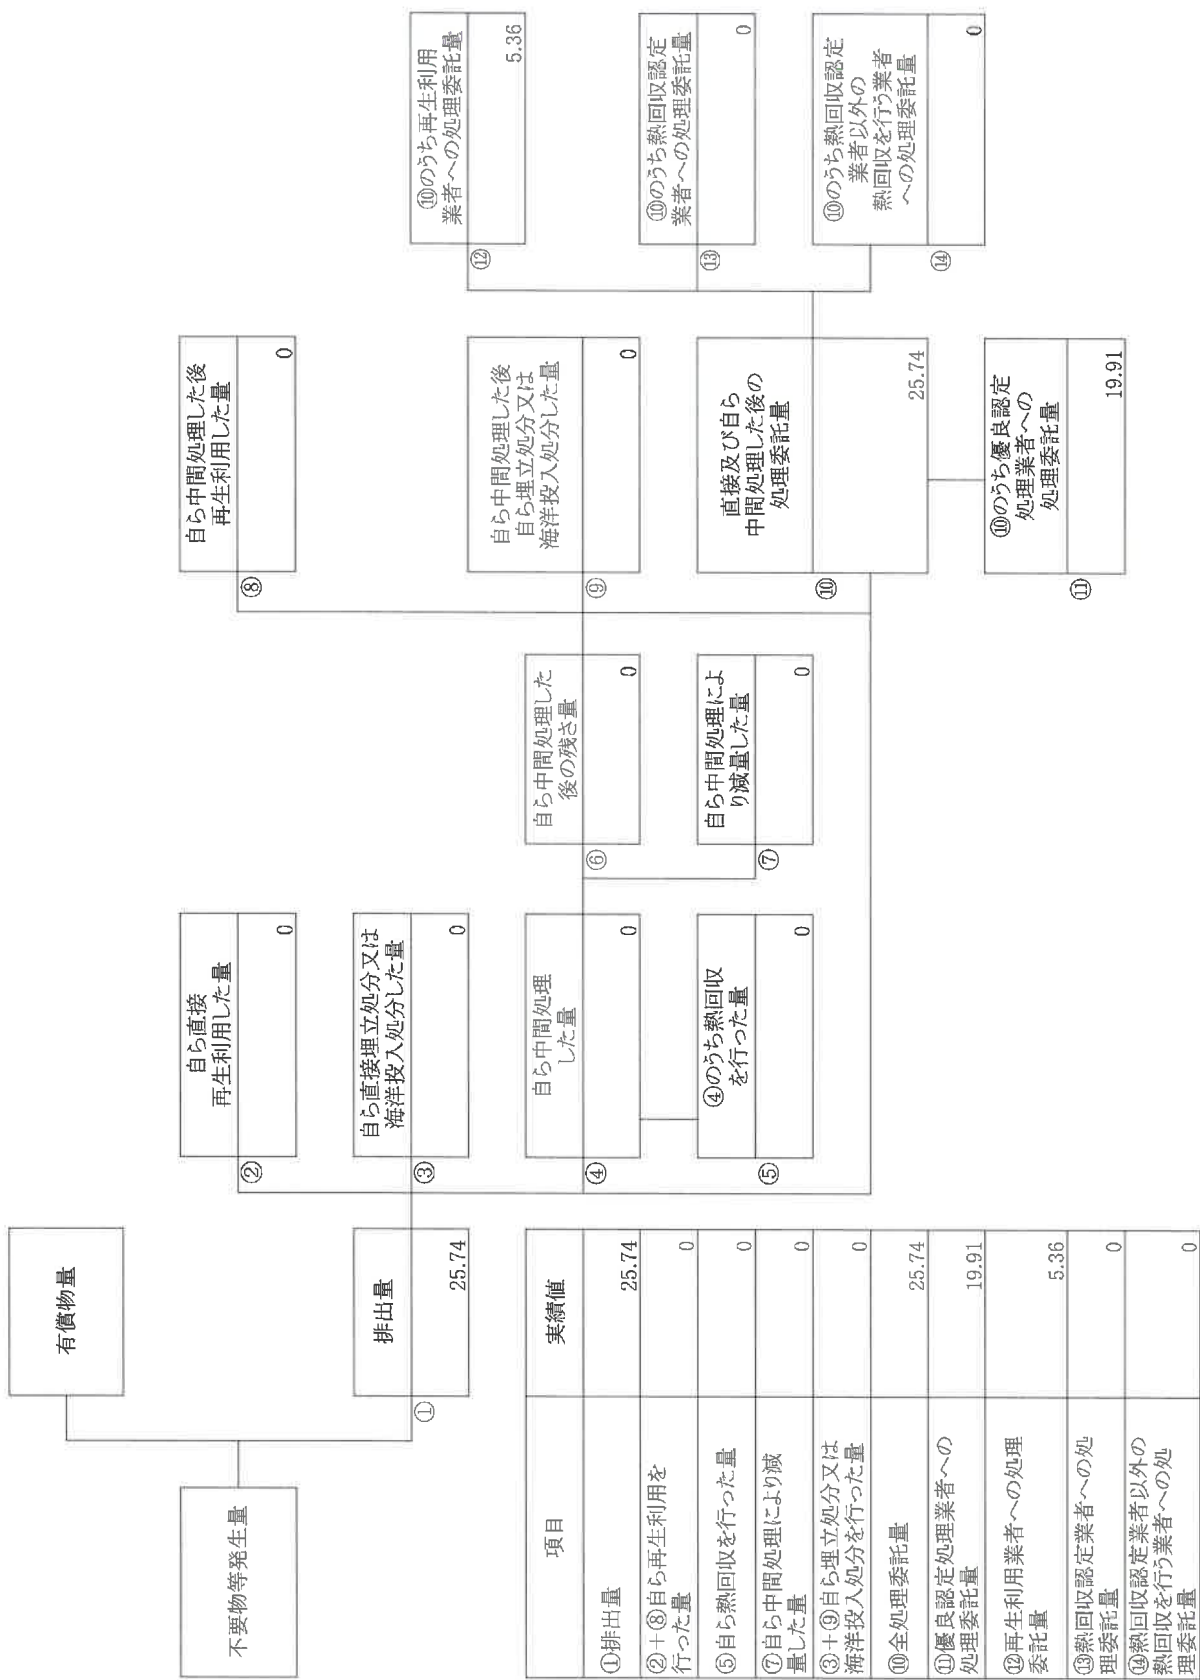 不要物等発生量
有償物量
①
排出量
25.74
②
自ら直接
再生利用した量
0
③
自ら直接埋立処分又は
海洋投入処分した量
0
④
自ら中間処理
した量
0
⑤
④のうち熱回収
を行った量
0
⑥
自ら中間処理した
後の残さ量
0
⑦
自ら中間処理によ
り減量した量
0
⑧
自ら中間処理した後
再生利用した量
0
⑨
自ら中間処理した後
自ら埋立処分又は
海洋投入処分した量
0
⑩
直接及び自ら
中間処理した後の
処理委託量
25.74
⑪
⑩のうち優良認定
処理業者への
処理委託量
19.91
⑫
⑩のうち再生利用
業者への処理委託量
5.36
⑬
⑩のうち熱回収認定
業者への処理委託量
0
⑭
⑩のうち熱回収認定
業者以外の
熱回収を行う業者
への処理委託量
0
項目 実績値
①排出量 25.74
②+⑧自ら再生利用を
行った量 0
⑤自ら熱回収を行った量 0
⑦自ら中間処理により減
量した量 0
③+⑨自ら埋立処分又は
海洋投入処分を行った量 0
⑩全処理委託量 25.74
⑪優良認定処理業者への
処理委託量 19.91
⑫再生利用業者への処理
委託量 5.36
⑬熱回収認定業者への処
理委託量 0
⑭熱回収認定業者以外の
熱回収を行う業者への処
理委託量 0